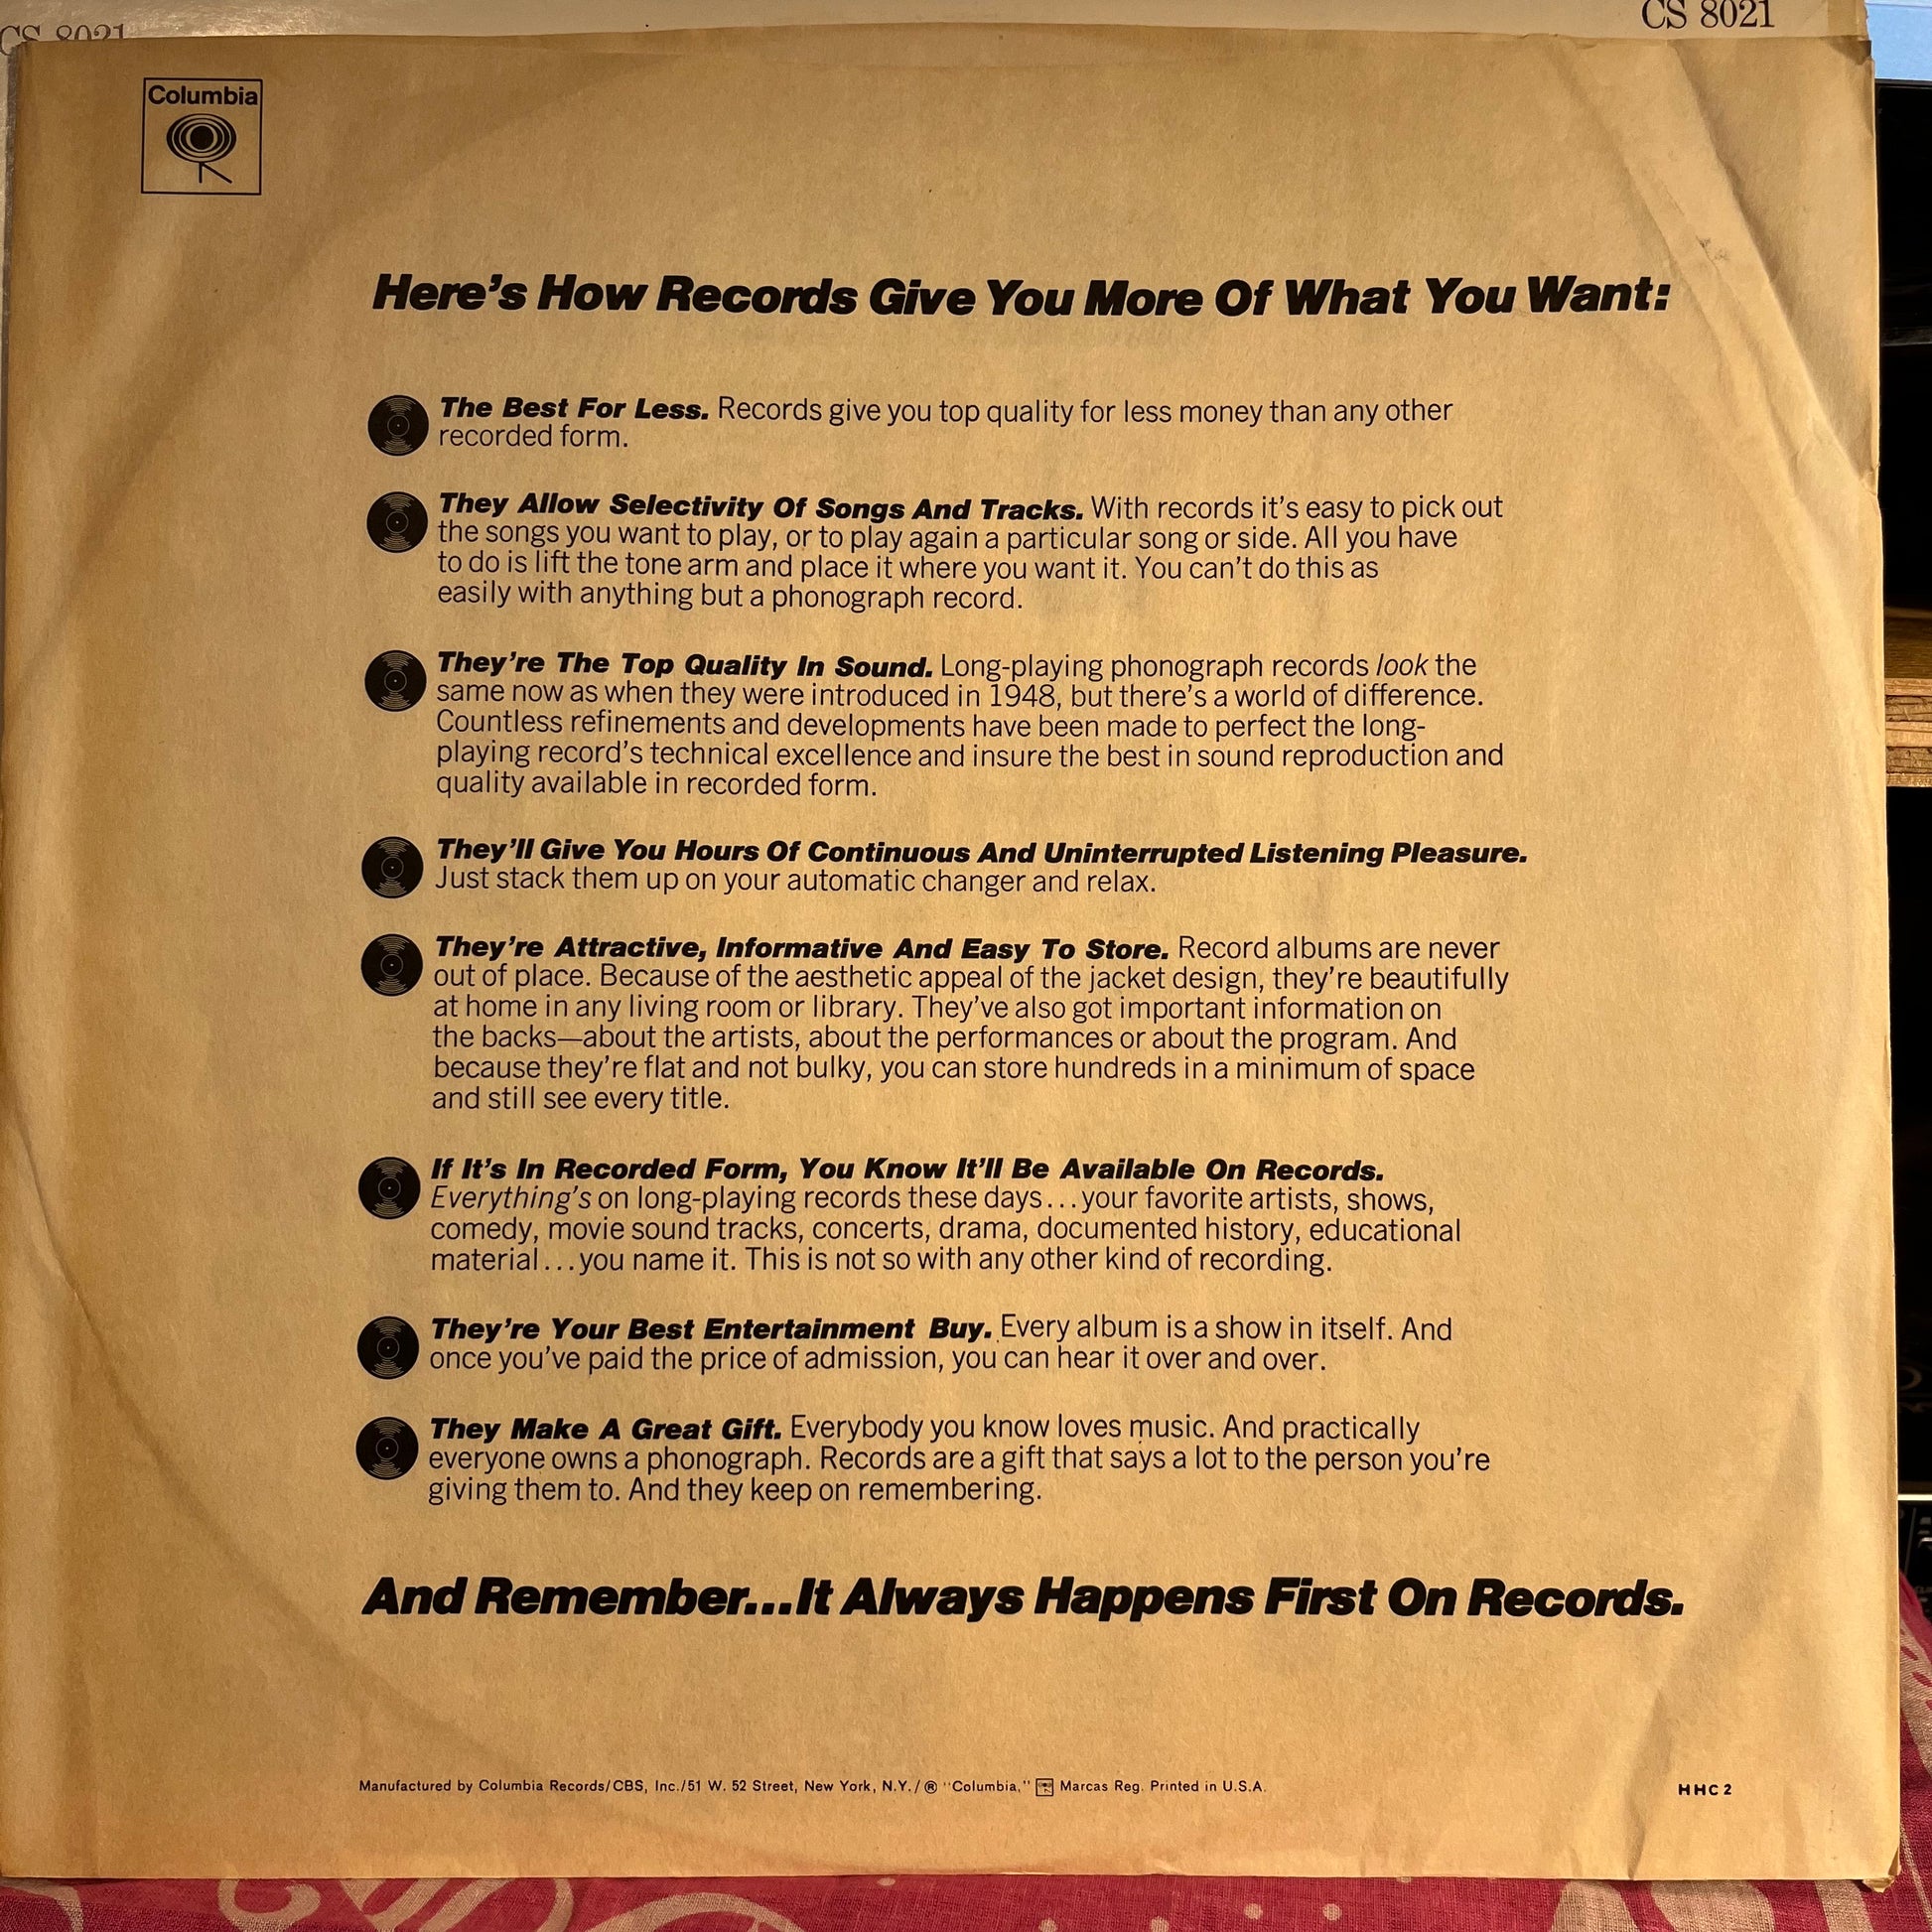 CS 8021
CS 8021
Columbia
Here's How Records Give You More Of What You Want:
The Best For Less. Records give you top quality for less money than any other
recorded form.
They Allow Selectivity Of Songs And Tracks. With records it's easy to pick out
the songs you want to play, or to play again a particular song or side. All you have
to do is lift the tone arm and place it where you want it. You can't do this as
easily with anything but a phonograph record.
They're The Top Quality In Sound. Long-playing phonograph records look the
same now as when they were introduced in 1948, but there's a world of difference.
Countless refinements and developments have been made to perfect the long-
playing record's technical excellence and insure the best in sound reproduction and
quality available in recorded form.
They'll Give You Hours Of Continuous And Uninterrupted Listening Pleasure.
Just stack them up on your automatic changer and relax.
They're Attractive, Informative And Easy To Store. Record albums are never
out of place. Because of the aesthetic appeal of the jacket design, they're beautifully
at home in any living room or library. They've also got important information on
the backs—about the artists, about the performances or about the program. And
because they're flat and not bulky, you can store hundreds in a minimum of space
and still see every title.
If It's In Recorded Form, You Know It'll Be Available On Records.
Everything's on long-playing records these days...your favorite artists, shows,
comedy, movie sound tracks, concerts, drama, documented history, educational
material...you name it. This is not so with any other kind of recording.
They're Your Best Entertainment Buy. Every album is a show in itself. And
once you've paid the price of admission, you can hear it over and over.
They Make A Great Gift. Everybody you know loves music. And practically
everyone owns a phonograph. Records are a gift that says a lot to the person you're
giving them to. And they keep on remembering.
And Remember...It Always Happens First On Records.
Manufactured by Columbia Records/CBS, Inc./51 W. 52 Street, New York, N.Y./® "Columbia," Marcas Reg. Printed in U.S.A.
HHC 2